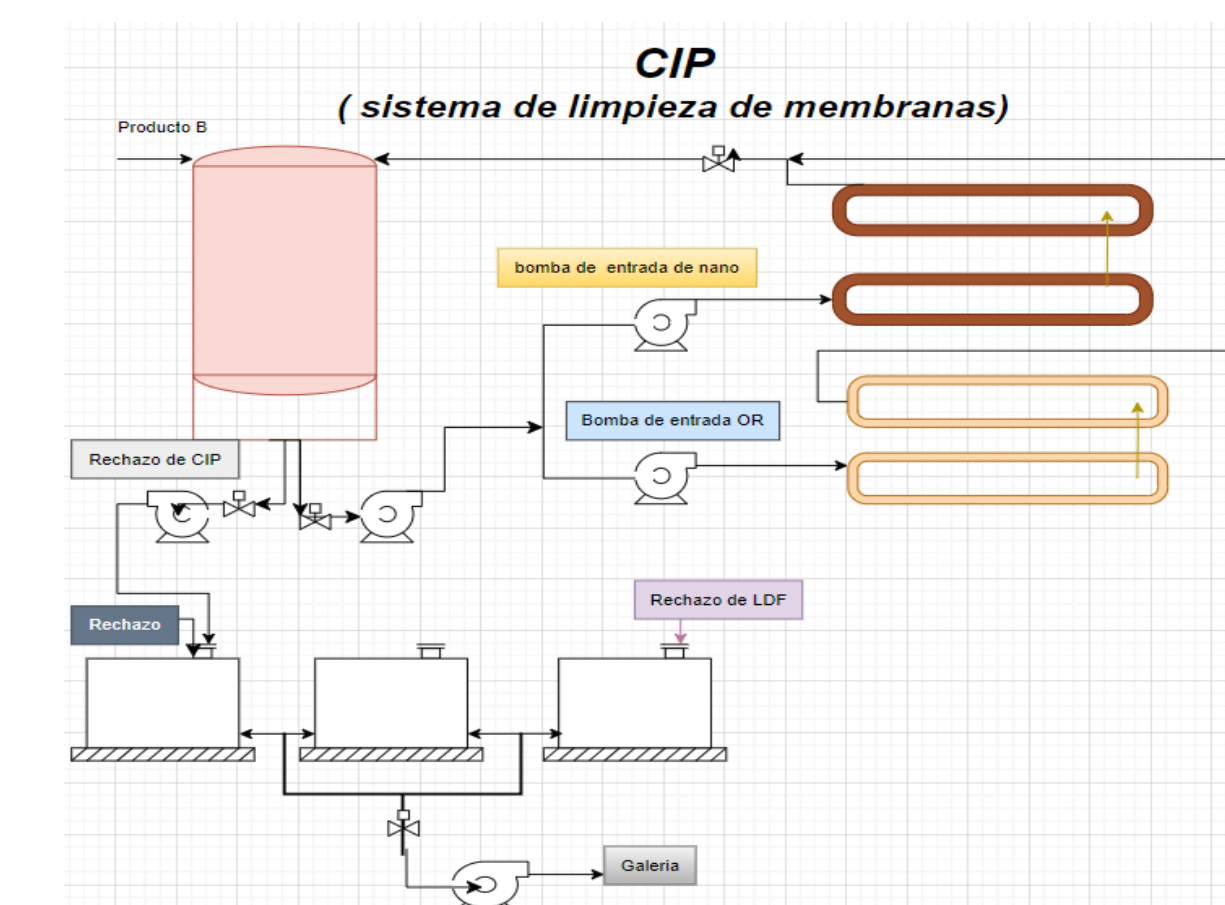 CIP
( sistema de limpieza de membranas)
Producto B
bomba de entrada de nano
Bomba de entrada OR
Rechazo de CIP
Rechazo de LDF
Rechazo
Galeria